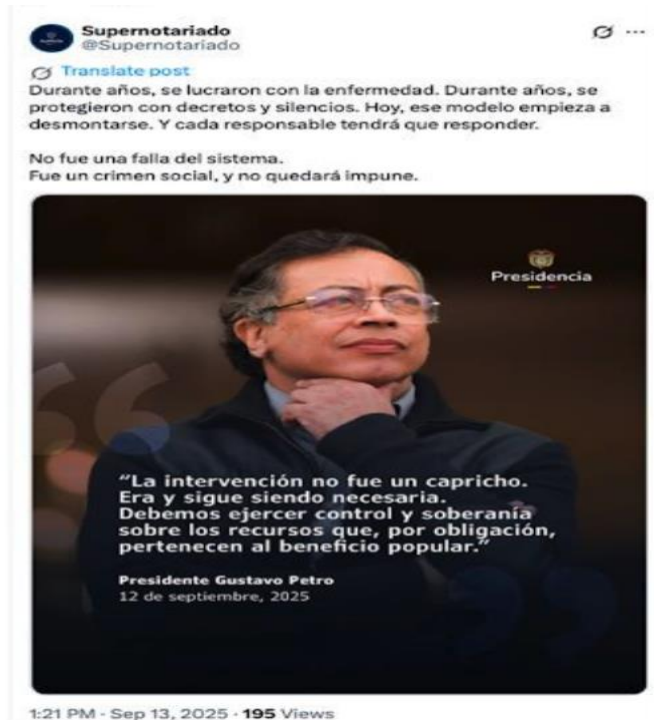 Supernotariado
@Supernotariado
Translate post
Durante años, se lucraron con la enfermedad. Durante años, se
protegieron con decretos y silencios. Hoy, ese modelo empieza a
desmontarse. Y cada responsable tendrá que responder.
No fue una falla del sistema.
Fue un crimen social, y no quedará impune.
Presidencia
“La intervención no fue un capricho.
Era y sigue siendo necesaria.
Debemos ejercer control y soberanía
sobre los recursos que, por obligación,
pertenecen al beneficio popular.”
Presidente Gustavo Petro
12 de septiembre, 2025
1:21 PM · Sep 13, 2025 · 195 Views